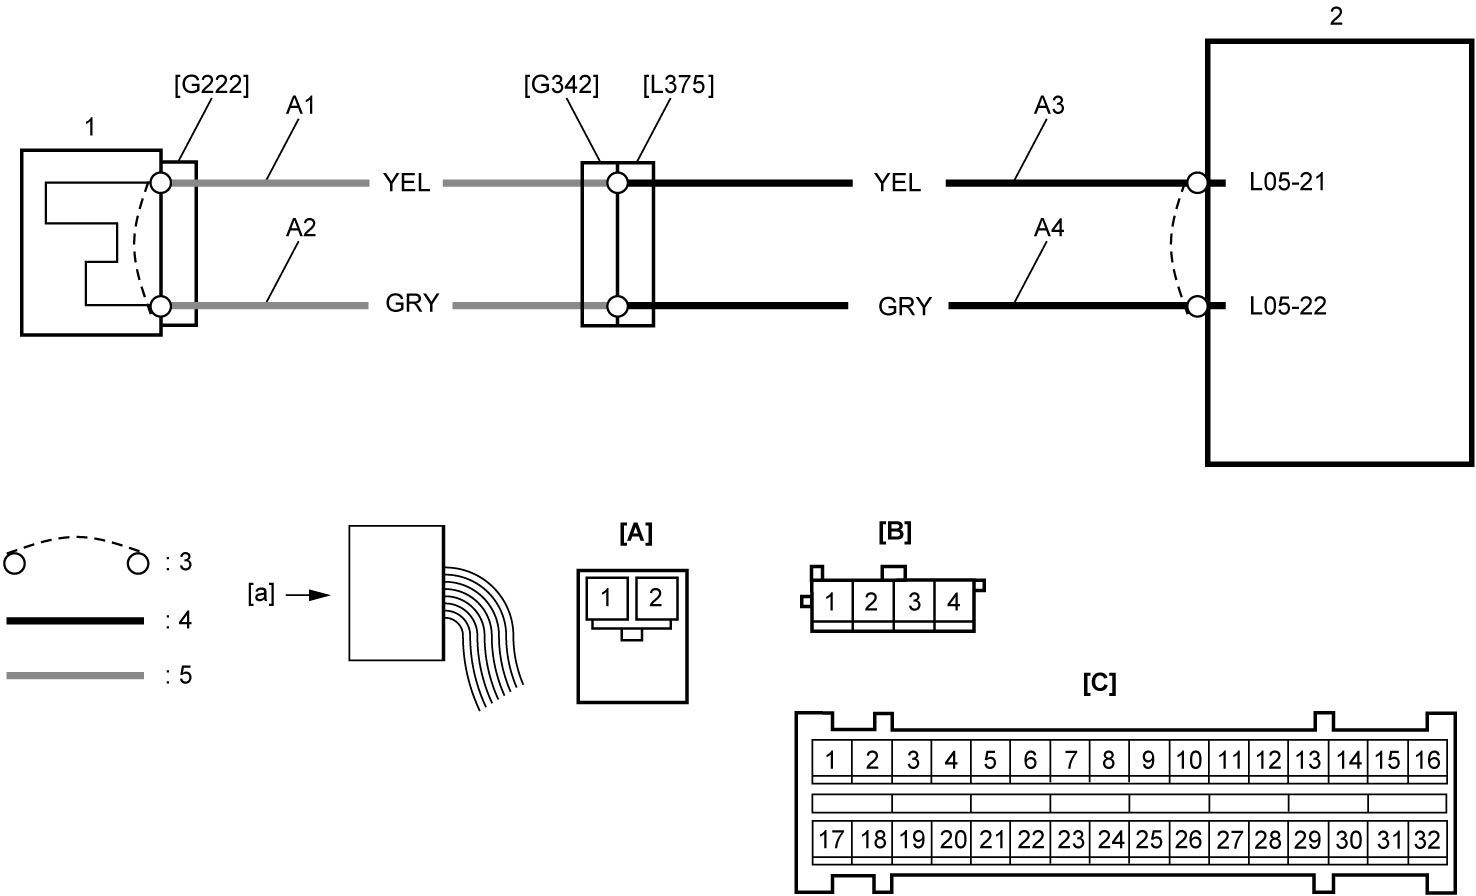 2
[G222]
[G342]
[L375]
A1
A3
1
YEL
YEL
L05-21
A2
A4
GRY
GRY
L05-22
[A]
[B]
: 3
[a]
1 2
1 2 3 4
: 4
: 5
[C]
1 2 3 4 5 6 7 8 9 10 11 12 13 14 15 16
17 18 19 20 21 22 23 24 25 26 27 28 29 30 31 32